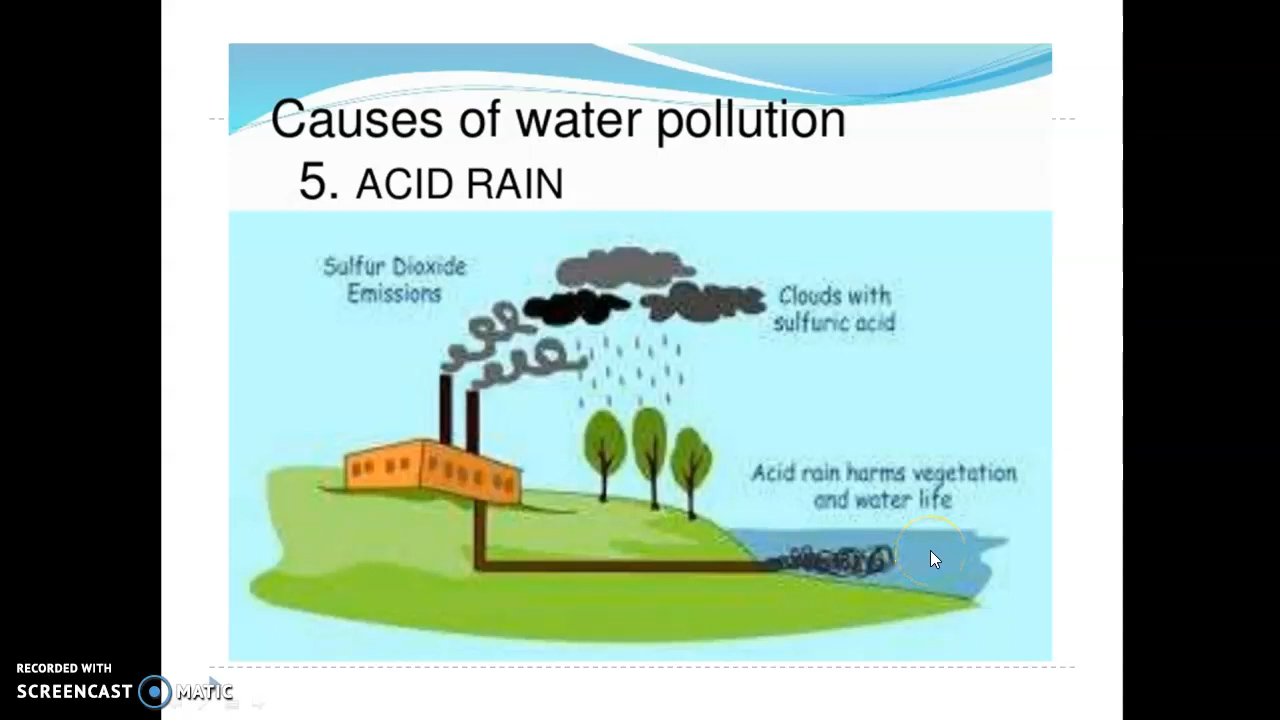 Causes of water pollution
5. ACID RAIN
Sulfur Dioxide
Emissions
Clouds with
sulfuric acid
Acid rain harms vegetation
and water life
RECORDED WITH
SCREENCAST MATIC